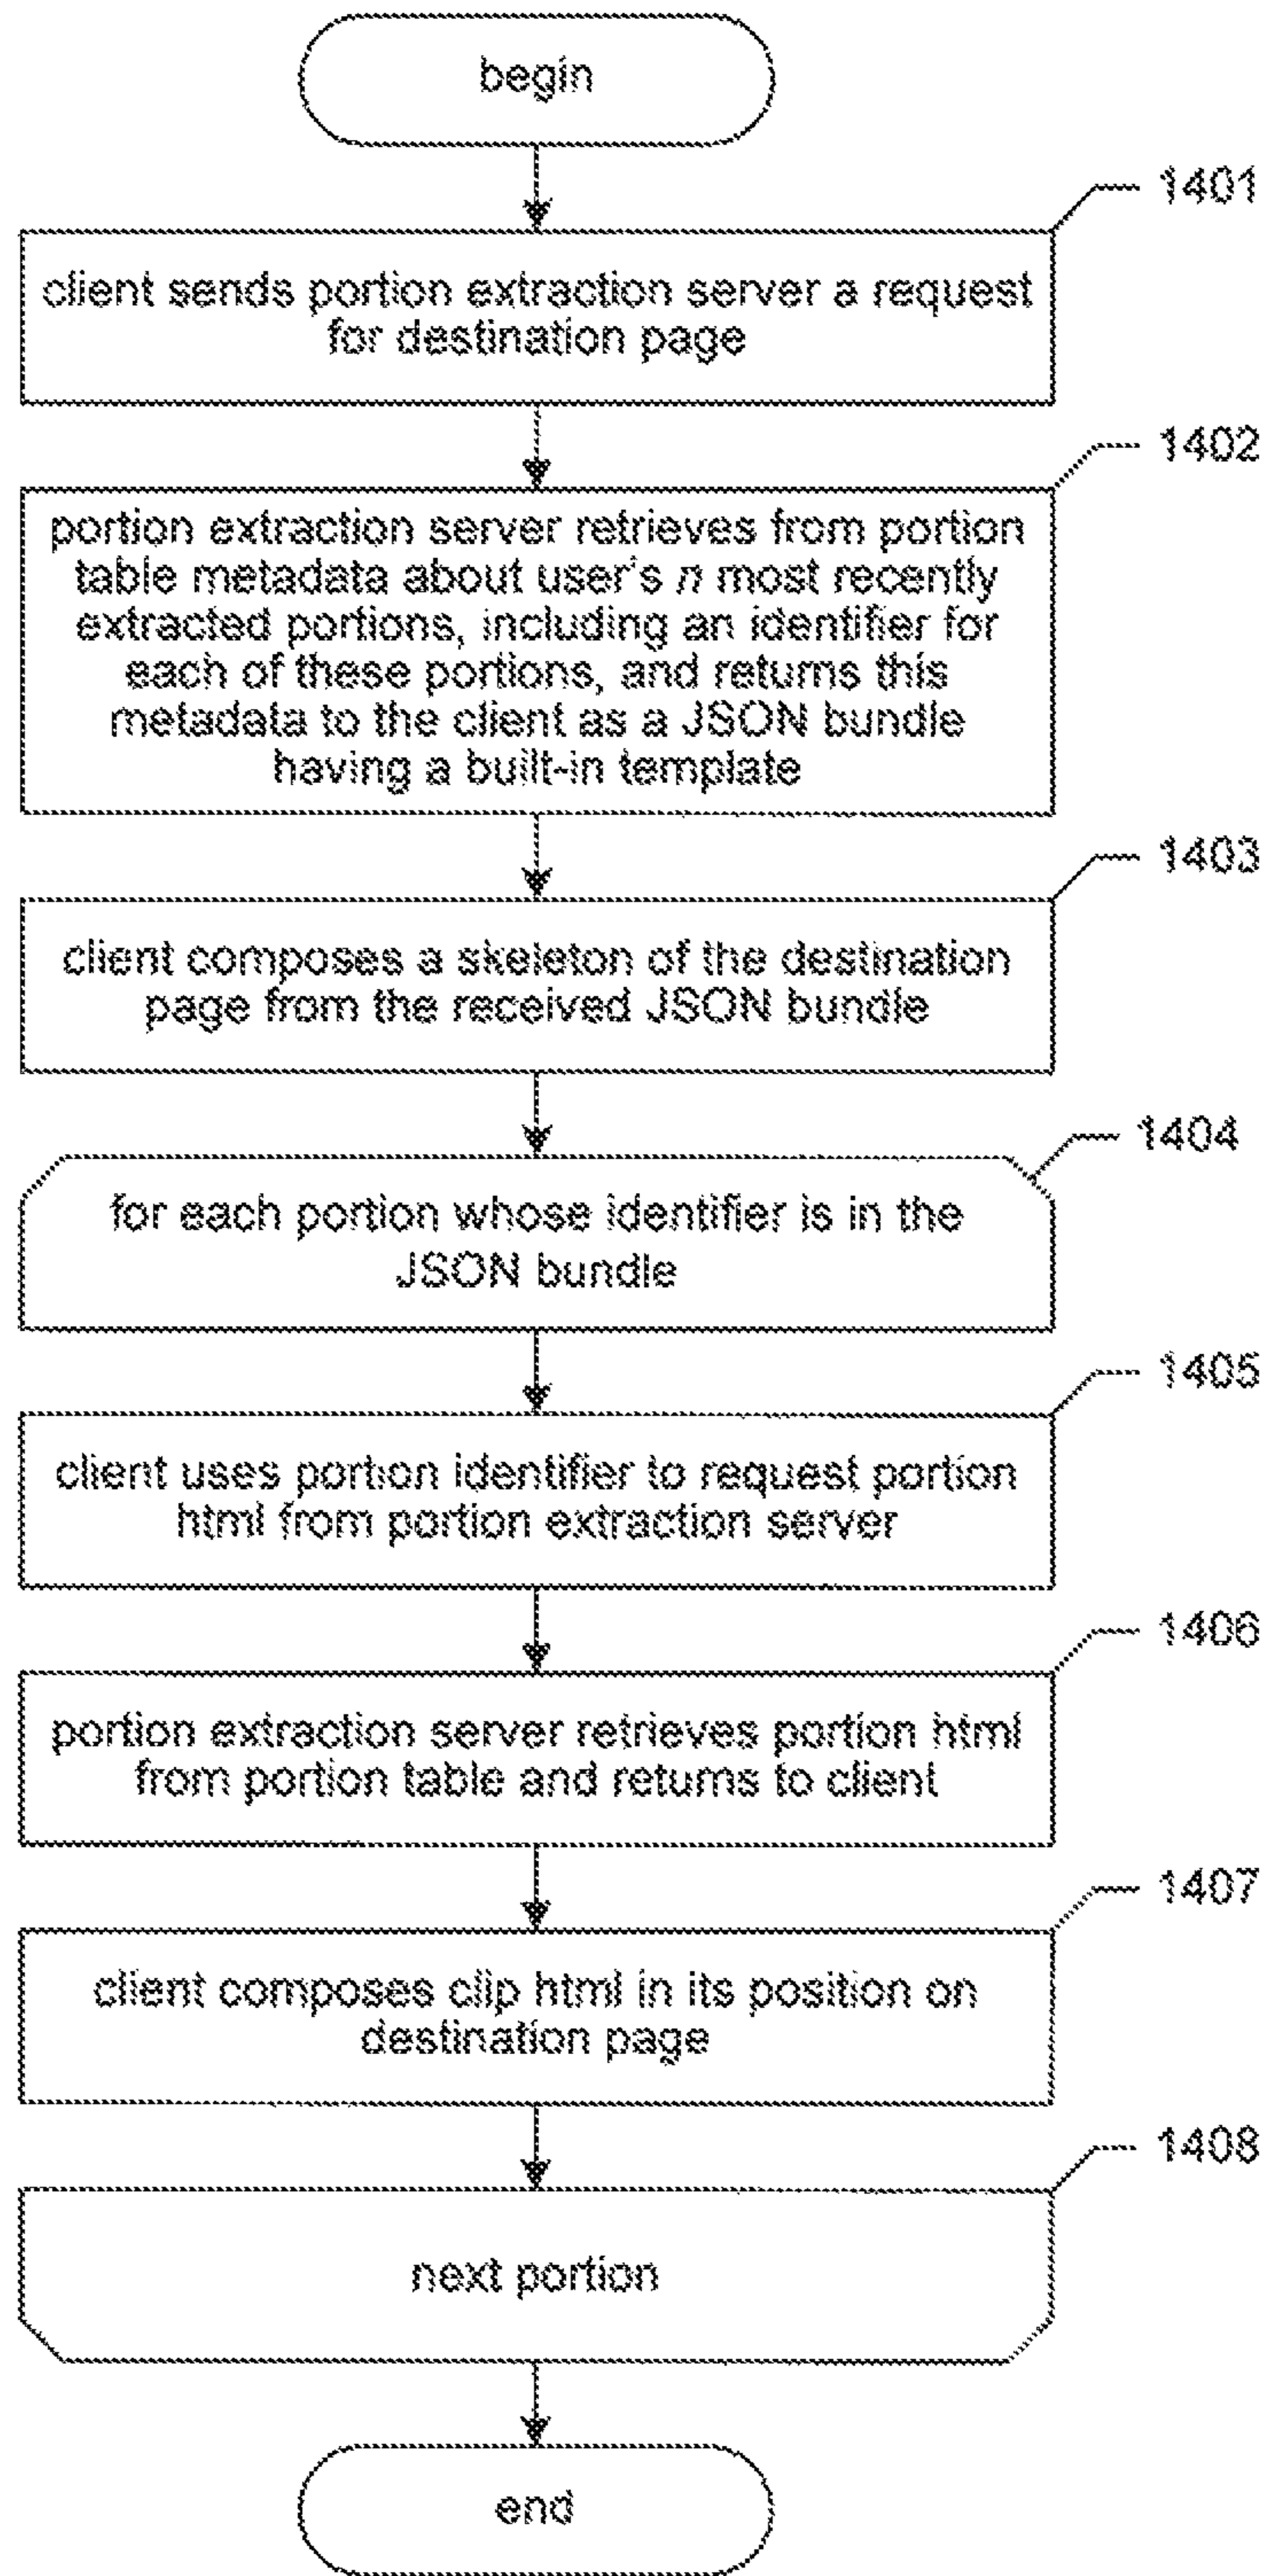 begin
1401
client sends portion extraction server a request
for destination page
1402
portion extraction server retrieves from portion
table metadata about user's n most recently
extracted portions, including an identifier for
each of these portions, and returns this
metadata to the client as a JSON bundle
having a built-in template
1403
client composes a skeleton of the destination
page from the received JSON bundle
1404
for each portion whose identifier is in the
JSON bundle
1405
client uses portion identifier to request portion
html from portion extraction server
1406
portion extraction server retrieves portion html
from portion table and returns to client
1407
client composes clip html in its position on
destination page
1408
next portion
end